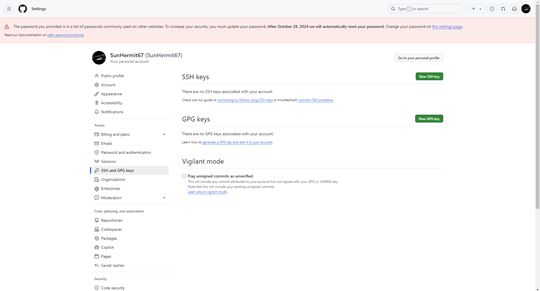 Settings
Type / to search
The password you provided is in a list of passwords commonly used on other websites. To increase your security, you must update your password. After October 28, 2024 we will automatically reset your password. Change your password on the settings page.
Read our documentation on safer password practices.
SunHermit67 (SunHermit67)
Your personal account
Go to your personal profile
Public profile
Account
Appearance
Accessibility
Notifications
Access
Billing and plans
Emails
Password and authentication
Sessions
SSH and GPG keys
Organizations
Enterprises
Moderation
Code, planning, and automation
Repositories
Codespaces
Packages
Copilot
Pages
Saved replies
Security
Code security
SSH keys
New SSH key
There are no SSH keys associated with your account.
Check out our guide to connecting to GitHub using SSH keys or troubleshoot common SSH problems.
GPG keys
New GPG key
There are no GPG keys associated with your account.
Learn how to generate a GPG key and add it to your account.
Vigilant mode
Flag unsigned commits as unverified
This will include any commit attributed to your account but not signed with your GPG or S/MIME key.
Note that this will include your existing unsigned commits.
Learn about vigilant mode.